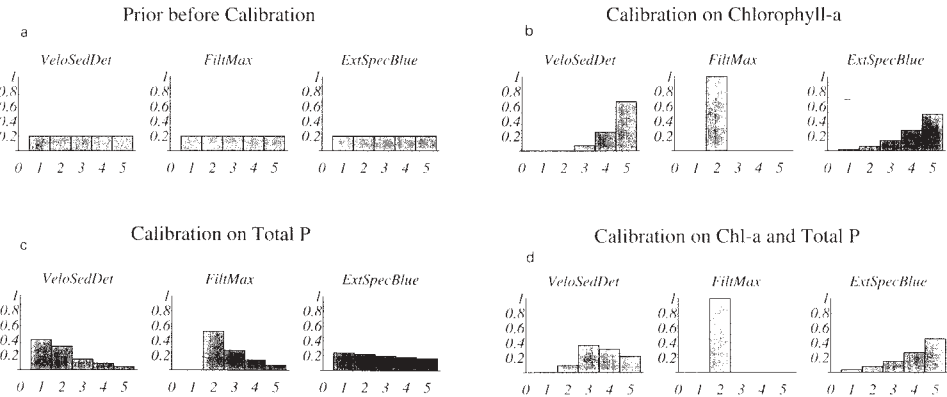 Prior before Calibration
a
VeloSedDet FiltMax ExtSpecBlue
1 1 1
0.8 0.8 0.8
0.6 0.6 0.6
0.4 0.4 0.4
0.2 0.2 0.2
0 1 2 3 4 5 0 1 2 3 4 5 0 1 2 3 4 5
Calibration on Chlorophyll-a
b
VeloSedDet FiltMax ExtSpecBlue
1 1 1
0.8 0.8 0.8
0.6 0.6 0.6
0.4 0.4 0.4
0.2 0.2 0.2
0 1 2 3 4 5 0 1 2 3 4 5 0 1 2 3 4 5
Calibration on Total P
c
VeloSedDet FiltMax ExtSpecBlue
1 1 1
0.8 0.8 0.8
0.6 0.6 0.6
0.4 0.4 0.4
0.2 0.2 0.2
0 1 2 3 4 5 0 1 2 3 4 5 0 1 2 3 4 5
Calibration on Chl-a and Total P
d
VeloSedDet FiltMax ExtSpecBlue
1 1 1
0.8 0.8 0.8
0.6 0.6 0.6
0.4 0.4 0.4
0.2 0.2 0.2
0 1 2 3 4 5 0 1 2 3 4 5 0 1 2 3 4 5